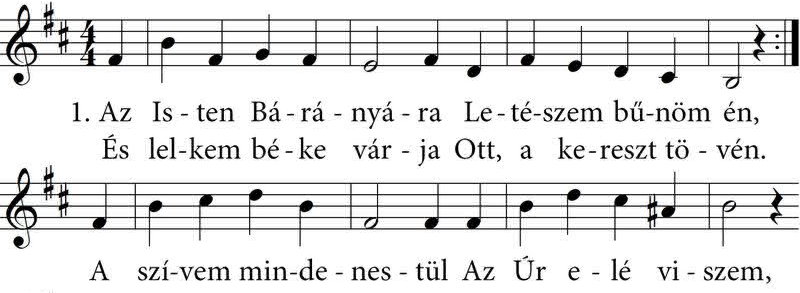 1. Az Is - ten Bá - rá - nyá - ra Le - té - szem bű - nöm én,
És lel - kem bé - ke vár - ja Ott, a ke - reszt tö - vén.
A szí - vem min - de - nes - tül Az Úr e - lé vi - szem,